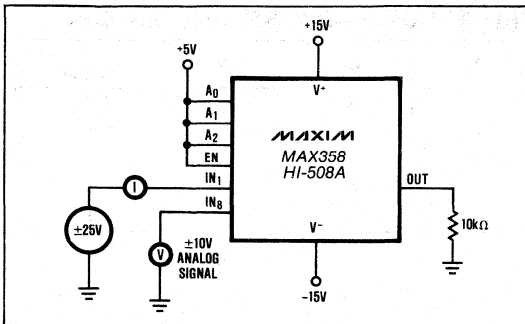 +15V
+5V
V+
A0
A1
A2
EN
IN1
IN8
MAXIM
MAX358
HI-508A
OUT
I
±25V
V
±10V
ANALOG
SIGNAL
V−
10kΩ
−15V